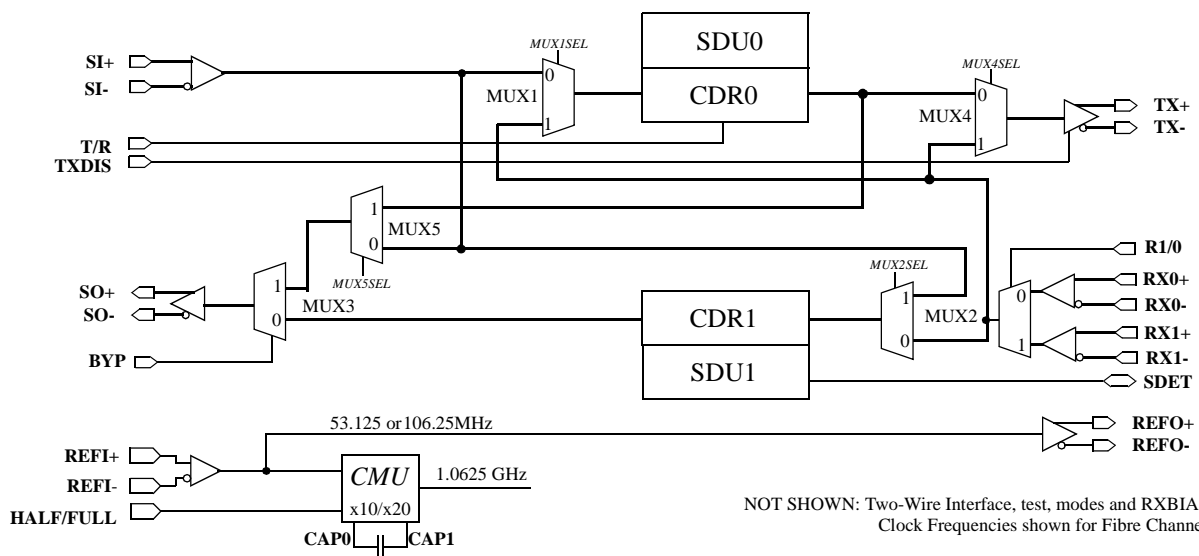 SDU0
MUX1SEL
MUX4SEL
SI+
SI-
0
MUX1
1
CDR0
0
MUX4
1
TX+
TX-
T/R
TXDIS
1
MUX5
0
MUX5SEL
MUX2SEL
R1/0
SO+
SO-
1
MUX3
0
CDR1
1
MUX2
0
0
1
RX0+
RX0-
RX1+
RX1-
BYP
SDU1
SDET
53.125 or 106.25MHz
REFO+
REFO-
REFI+
REFI-
CMU
x10/x20
1.0625 GHz
HALF/FULL
CAP0
CAP1
NOT SHOWN: Two-Wire Interface, test, modes and RXBIA
Clock Frequencies shown for Fibre Channe